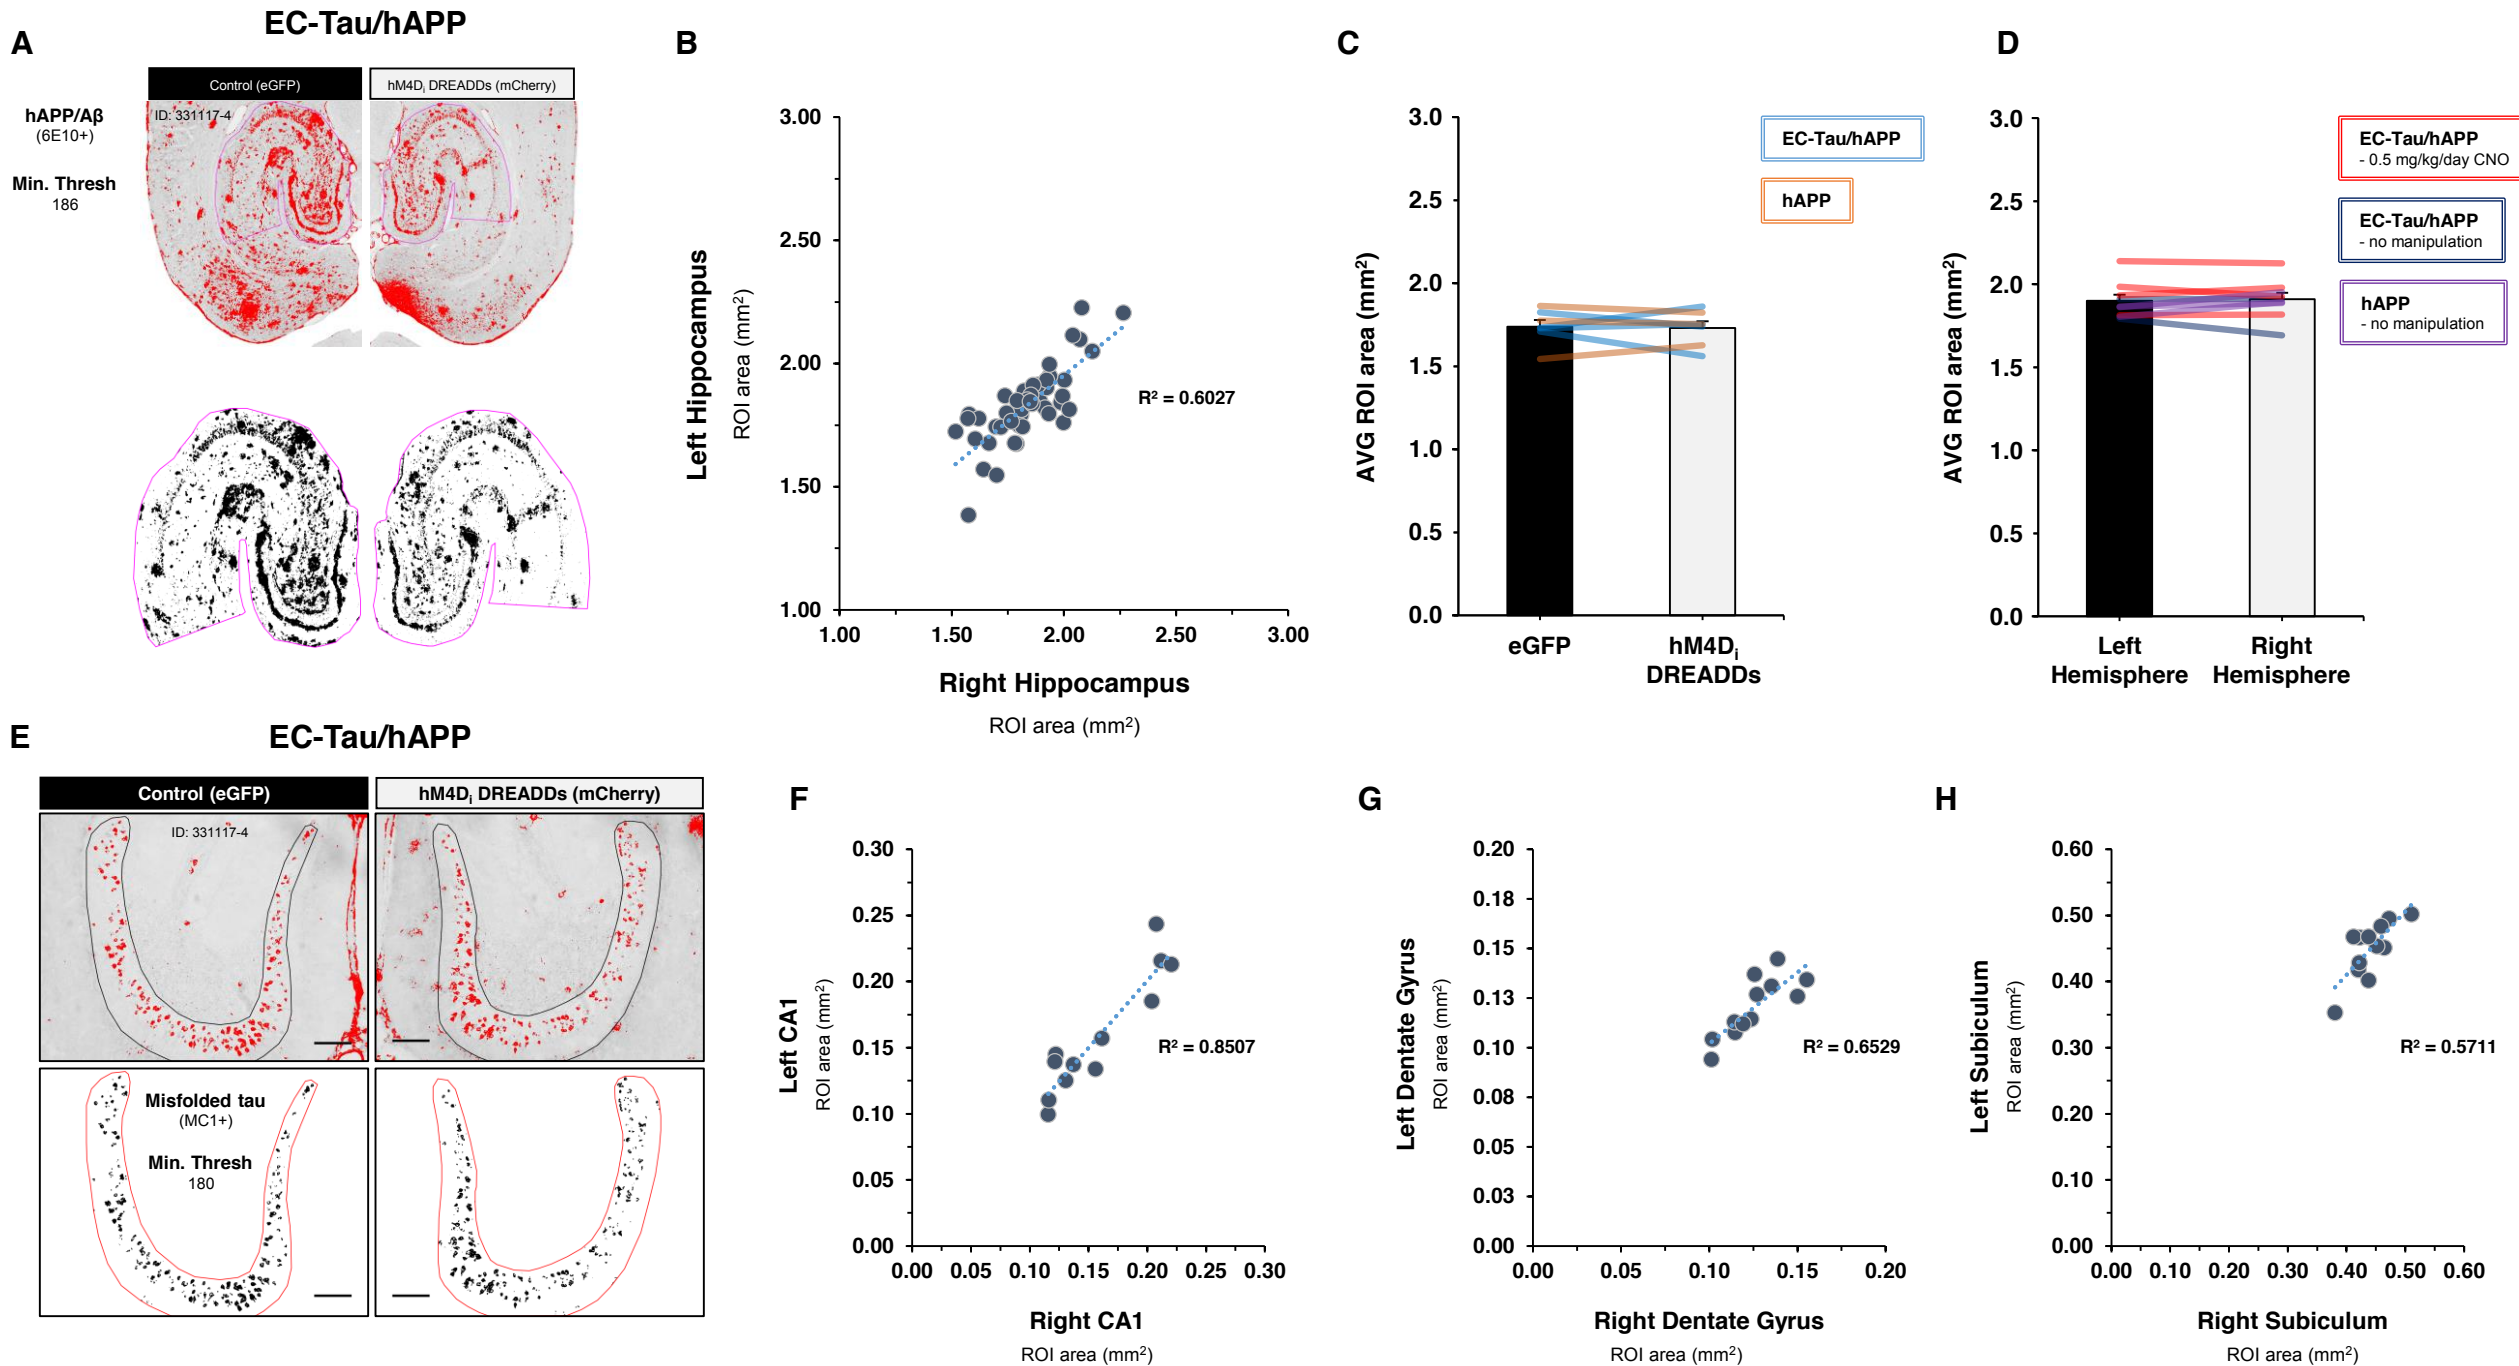 EC-Tau/hAPP
A
Control (eGFP)
hM4Di DREADDs (mCherry)
hAPP/Aβ
(6E10+)
ID: 331117-4
Min. Thresh
186
B
3.00
2.50
2.00
1.50
1.00
1.00 1.50 2.00 2.50 3.00
Left Hippocampus
ROI area (mm²)
R² = 0.6027
Right Hippocampus
ROI area (mm²)
C
3.0
2.5
2.0
1.5
1.0
0.5
0.0
AVG ROI area (mm²)
eGFP
hM4Di
DREADDs
EC-Tau/hAPP
hAPP
D
3.0
2.5
2.0
1.5
1.0
0.5
0.0
AVG ROI area (mm²)
Left
Hemisphere
Right
Hemisphere
EC-Tau/hAPP
- 0.5 mg/kg/day CNO
EC-Tau/hAPP
- no manipulation
hAPP
- no manipulation
E
EC-Tau/hAPP
Control (eGFP)
hM4Di DREADDs (mCherry)
ID: 331117-4
Misfolded tau
(MC1+)
Min. Thresh
180
F
0.30
0.25
0.20
0.15
0.10
0.05
0.00
0.00 0.05 0.10 0.15 0.20 0.25 0.30
Left CA1
ROI area (mm²)
R² = 0.8507
Right CA1
ROI area (mm²)
G
0.20
0.18
0.15
0.13
0.10
0.08
0.05
0.03
0.00
0.00 0.05 0.10 0.15 0.20
Left Dentate Gyrus
ROI area (mm²)
R² = 0.6529
Right Dentate Gyrus
ROI area (mm²)
H
0.60
0.50
0.40
0.30
0.20
0.10
0.00
0.00 0.10 0.20 0.30 0.40 0.50 0.60
Left Subiculum
ROI area (mm²)
R² = 0.5711
Right Subiculum
ROI area (mm²)